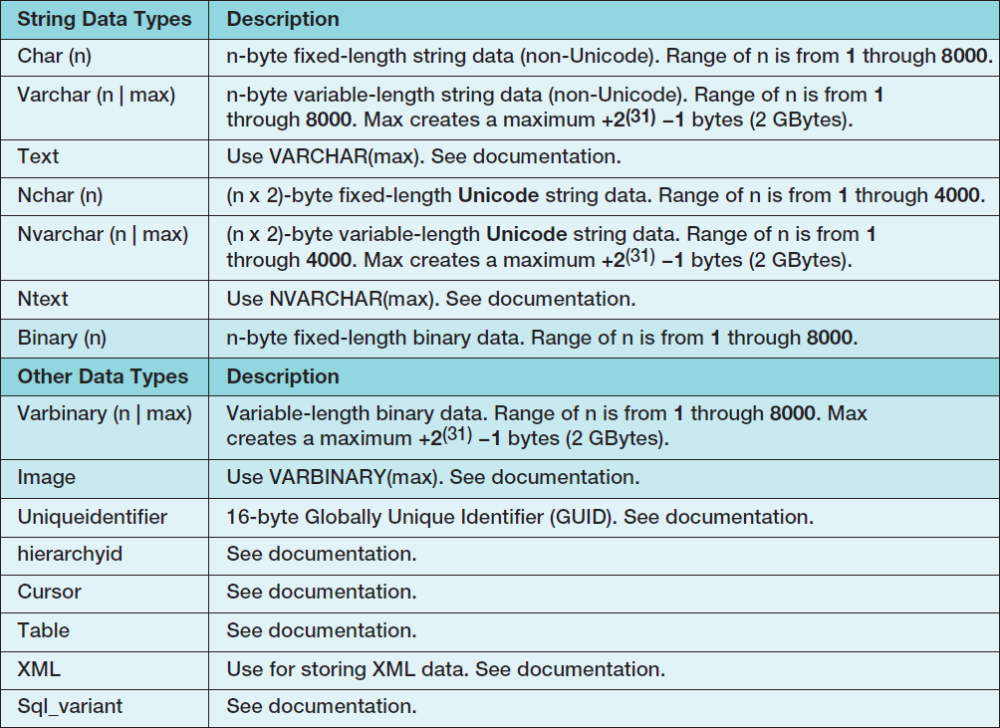 String Data Types Description
Char (n) n-byte fixed-length string data (non-Unicode). Range of n is from 1 through 8000.
Varchar (n | max) n-byte variable-length string data (non-Unicode). Range of n is from 1
through 8000. Max creates a maximum +2(31) −1 bytes (2 GBytes).
Text Use VARCHAR(max). See documentation.
Nchar (n) (n x 2)-byte fixed-length Unicode string data. Range of n is from 1 through 4000.
Nvarchar (n | max) (n x 2)-byte variable-length Unicode string data. Range of n is from 1
through 4000. Max creates a maximum +2(31) −1 bytes (2 GBytes).
Ntext Use NVARCHAR(max). See documentation.
Binary (n) n-byte fixed-length binary data. Range of n is from 1 through 8000.
Other Data Types Description
Varbinary (n | max) Variable-length binary data. Range of n is from 1 through 8000. Max
creates a maximum +2(31) −1 bytes (2 GBytes).
Image Use VARBINARY(max). See documentation.
Uniqueidentifier 16-byte Globally Unique Identifier (GUID). See documentation.
hierarchyid See documentation.
Cursor See documentation.
Table See documentation.
XML Use for storing XML data. See documentation.
Sql_variant See documentation.